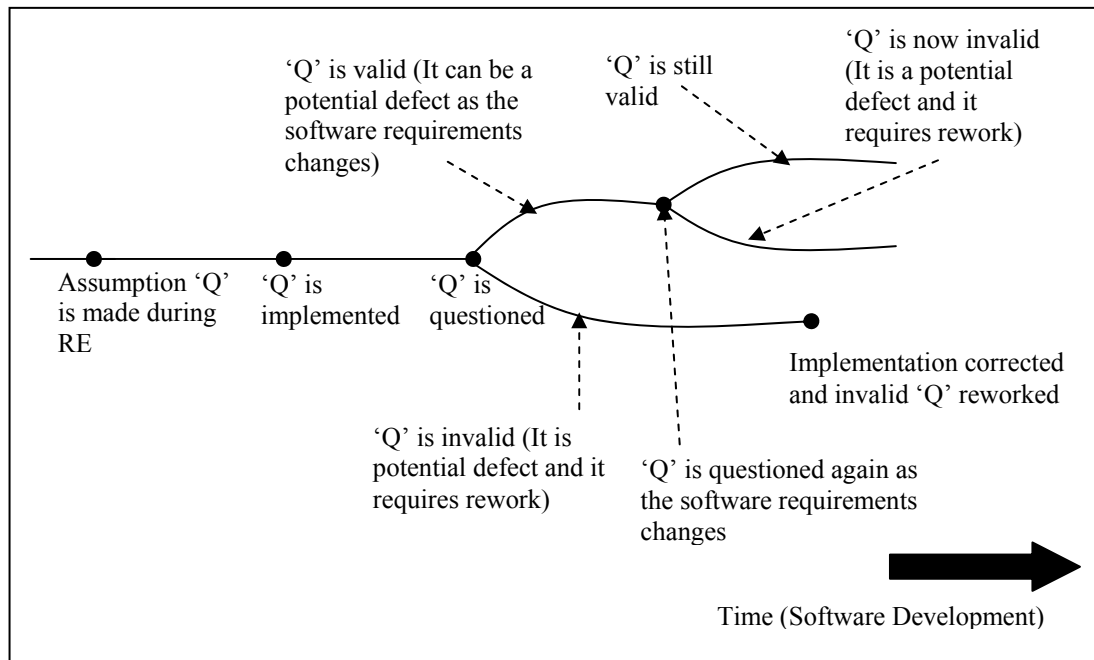 ‘Q’ is valid (It can be a
potential defect as the
software requirements
changes)
‘Q’ is still
valid
‘Q’ is now invalid
(It is a potential
defect and it
requires rework)
Assumption ‘Q’
is made during
RE
‘Q’ is
implemented
‘Q’ is
questioned
Implementation corrected
and invalid ‘Q’ reworked
‘Q’ is invalid (It is
potential defect and it
requires rework)
‘Q’ is questioned again as
the software requirements
changes
Time (Software Development)